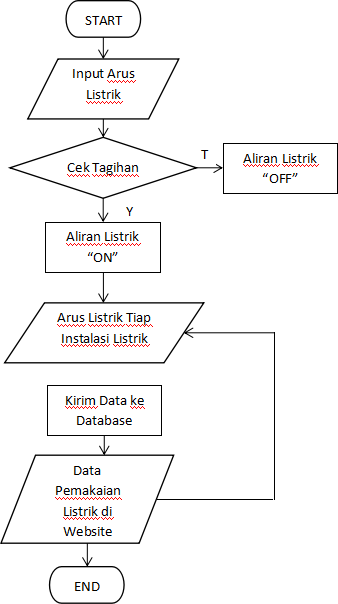 START
Input Arus
Listrik
Cek Tagihan
T
Aliran Listrik
“OFF”
Y
Aliran Listrik
“ON”
Arus Listrik Tiap
Instalasi Listrik
Kirim Data ke
Database
Data
Pemakaian
Listrik di
Website
END